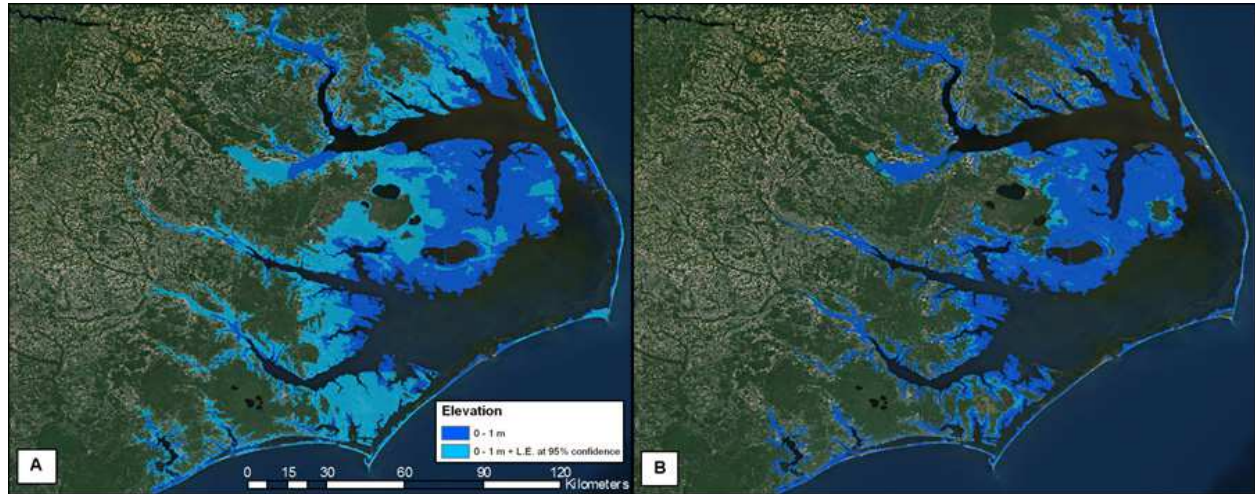 Elevation
0 - 1 m
0 - 1 m + L.E. at 95% confidence
A
0 15 30 60 90 120
Kilometers
B